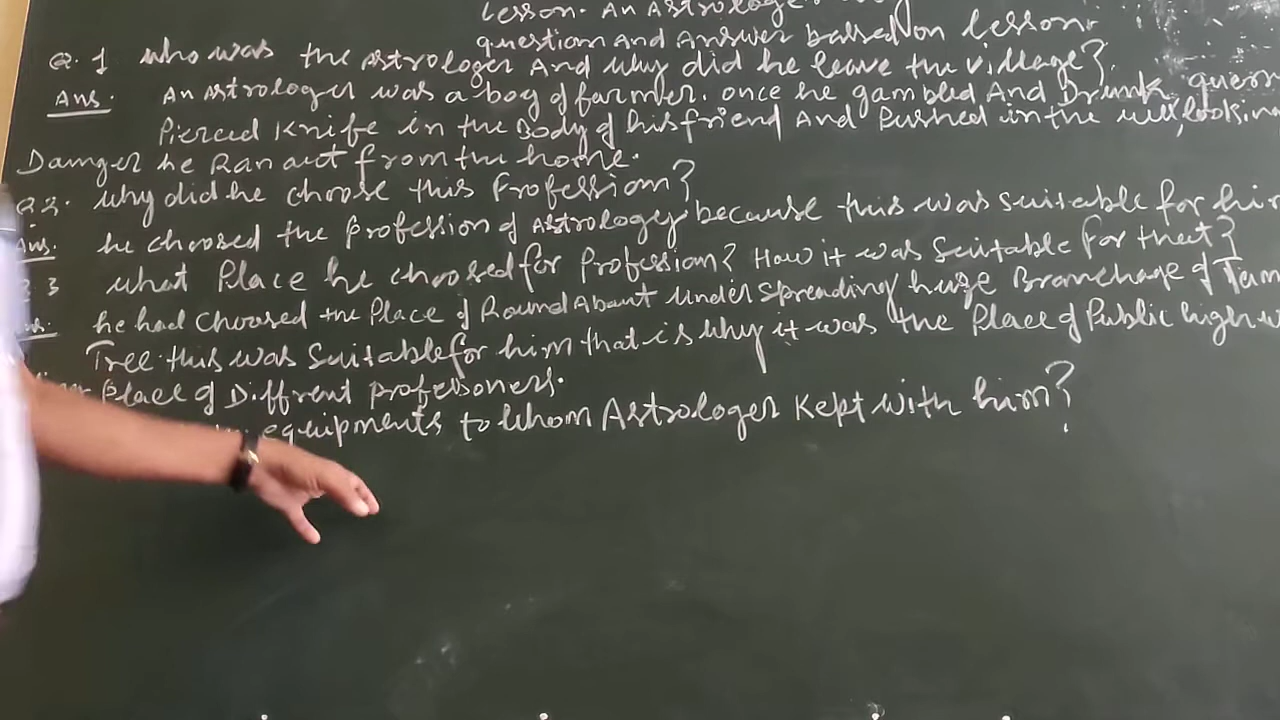 Lesson. An Astrologer
question And Answer based on lesson.
Q. 1 who was the Astrologer And why did he leave the village?
Ans. An Astrologer was a boy of farmer. once he gambled And Drunk,
Pierced Knife in the Body of his friend And Pushed in the
Danger he Ran out from the home.
Q 2. why did he choose this Profession?
Ans. he choosed the Profession of Astrology because this was suitable for
3 what Place he choosed for Profession? How it was Suitable for that?
he had choosed the Place of Round About under Spreading huge Branchage of
Tree. this was Suitable for him that is why it was the Place of Public
Place of Diffrent professoners.
equipments to whom Astrologer Kept with him?